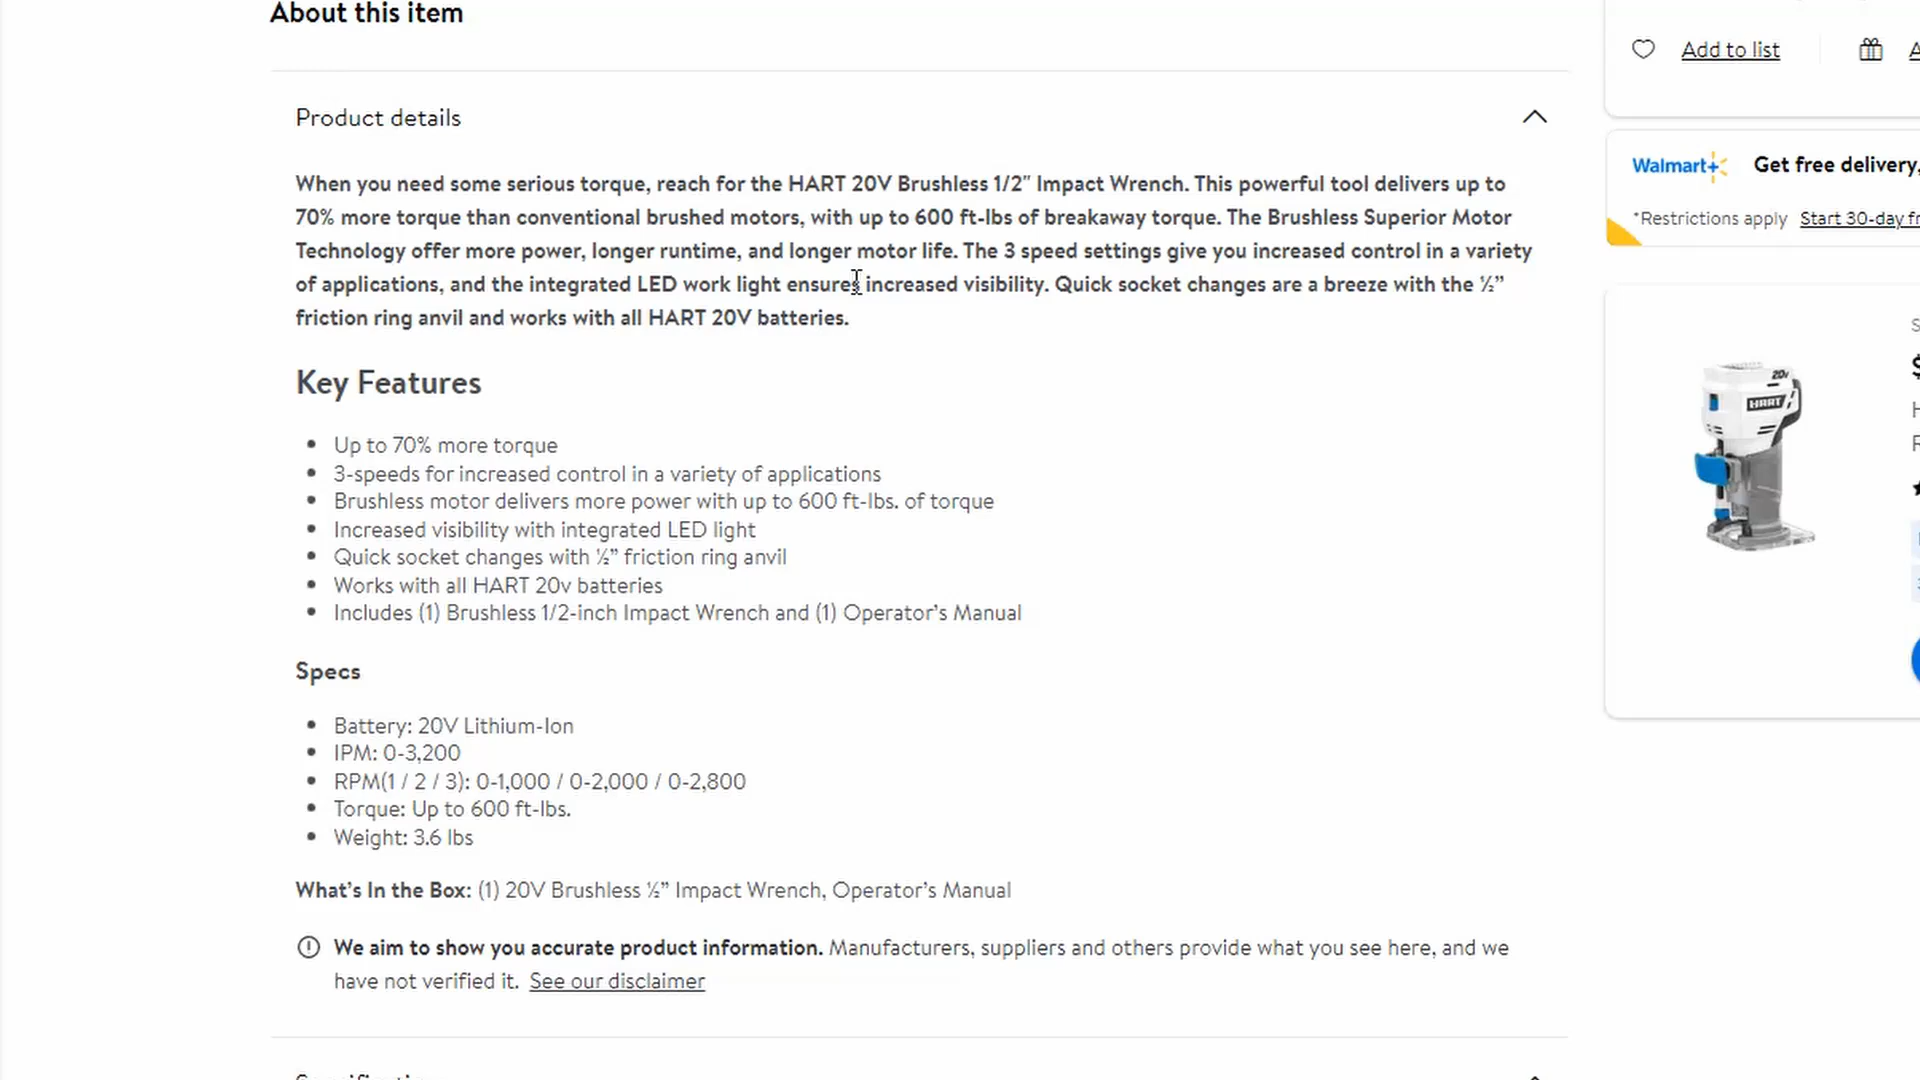 About this item
Add to list
Product details
Walmart+
Get free delivery,
*Restrictions apply Start 30-day
When you need some serious torque, reach for the HART 20V Brushless 1/2" Impact Wrench. This powerful tool delivers up to
70% more torque than conventional brushed motors, with up to 600 ft-lbs of breakaway torque. The Brushless Superior Motor
Technology offer more power, longer runtime, and longer motor life. The 3 speed settings give you increased control in a variety
of applications, and the integrated LED work light ensures increased visibility. Quick socket changes are a breeze with the ½”
friction ring anvil and works with all HART 20V batteries.
Key Features
Up to 70% more torque
3-speeds for increased control in a variety of applications
Brushless motor delivers more power with up to 600 ft-lbs. of torque
Increased visibility with integrated LED light
Quick socket changes with ½” friction ring anvil
Works with all HART 20v batteries
Includes (1) Brushless 1/2-inch Impact Wrench and (1) Operator’s Manual
20v
HART
Specs
Battery: 20V Lithium-Ion
IPM: 0-3,200
RPM(1 / 2 / 3): 0-1,000 / 0-2,000 / 0-2,800
Torque: Up to 600 ft-lbs.
Weight: 3.6 lbs
What’s In the Box: (1) 20V Brushless ½” Impact Wrench, Operator’s Manual
We aim to show you accurate product information. Manufacturers, suppliers and others provide what you see here, and we
have not verified it. See our disclaimer